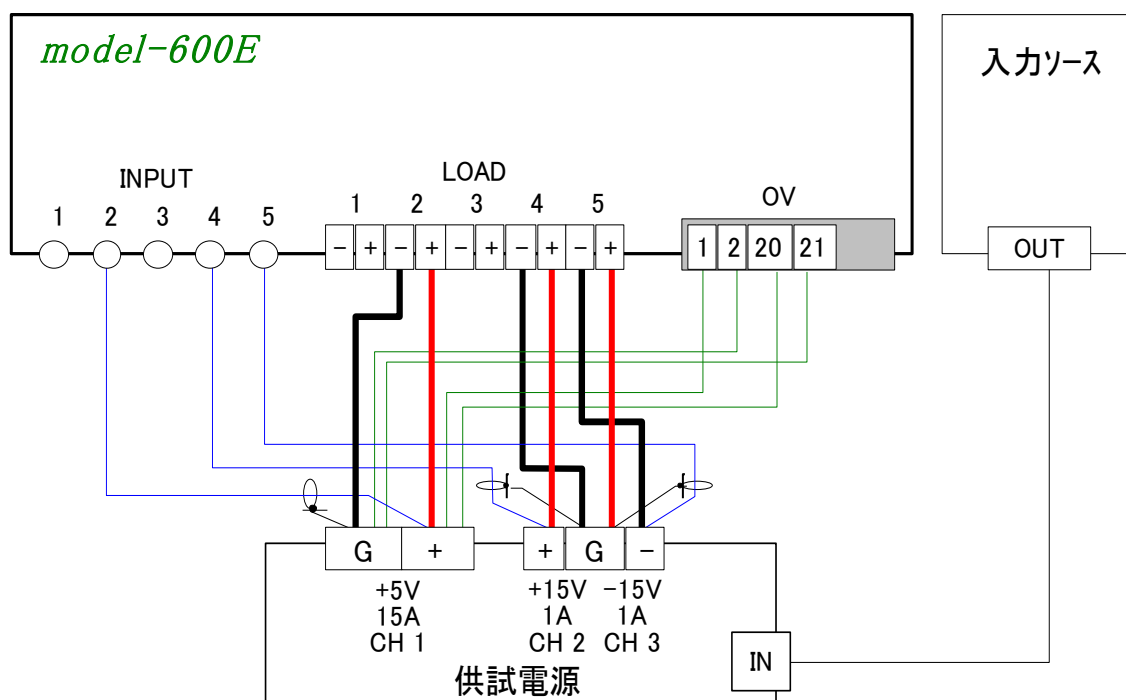 model-600E
入力ソース
INPUT
LOAD
OV
1 2 3 4 5
1 2 3 4 5
- + - + - + - + - +
1 2 20 21
OUT
G +
+ G -
+5V
15A
CH 1
+15V
1A
CH 2
-15V
1A
CH 3
IN
供試電源